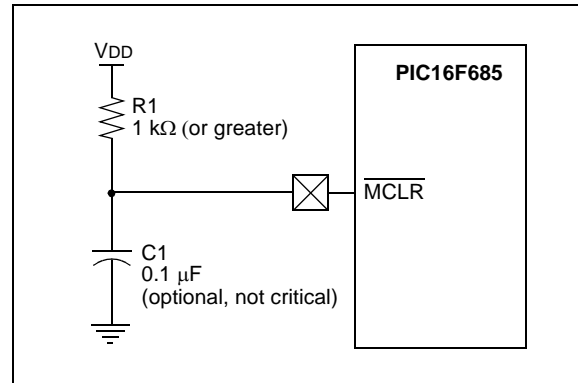 VDD
PIC16F685
R1
1 kΩ (or greater)
MCLR
C1
0.1 μF
(optional, not critical)